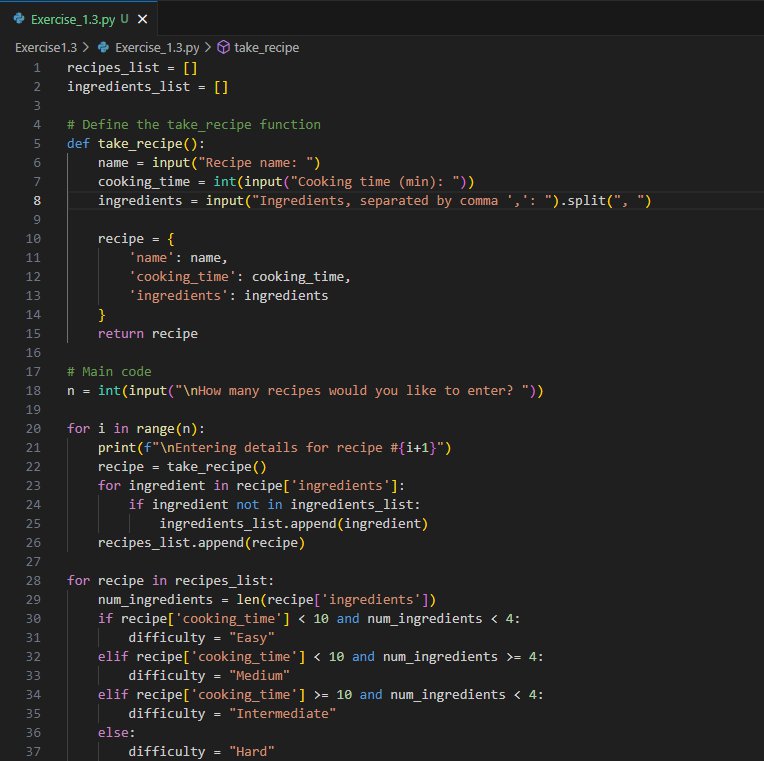 Exercise_1.3.py U
Exercise1.3 > Exercise_1.3.py > take_recipe
1 recipes_list = []
2 ingredients_list = []
3
4 # Define the take_recipe function
5 def take_recipe():
6     name = input("Recipe name: ")
7     cooking_time = int(input("Cooking time (min): "))
8     ingredients = input("Ingredients, separated by comma ',': ").split(", ")
9
10     recipe = {
11         'name': name,
12         'cooking_time': cooking_time,
13         'ingredients': ingredients
14     }
15     return recipe
16
17 # Main code
18 n = int(input("\nHow many recipes would you like to enter? "))
19
20 for i in range(n):
21     print(f"\nEntering details for recipe #{i+1}")
22     recipe = take_recipe()
23     for ingredient in recipe['ingredients']:
24         if ingredient not in ingredients_list:
25             ingredients_list.append(ingredient)
26     recipes_list.append(recipe)
27
28 for recipe in recipes_list:
29     num_ingredients = len(recipe['ingredients'])
30     if recipe['cooking_time'] < 10 and num_ingredients < 4:
31         difficulty = "Easy"
32     elif recipe['cooking_time'] < 10 and num_ingredients >= 4:
33         difficulty = "Medium"
34     elif recipe['cooking_time'] >= 10 and num_ingredients < 4:
35         difficulty = "Intermediate"
36     else:
37         difficulty = "Hard"